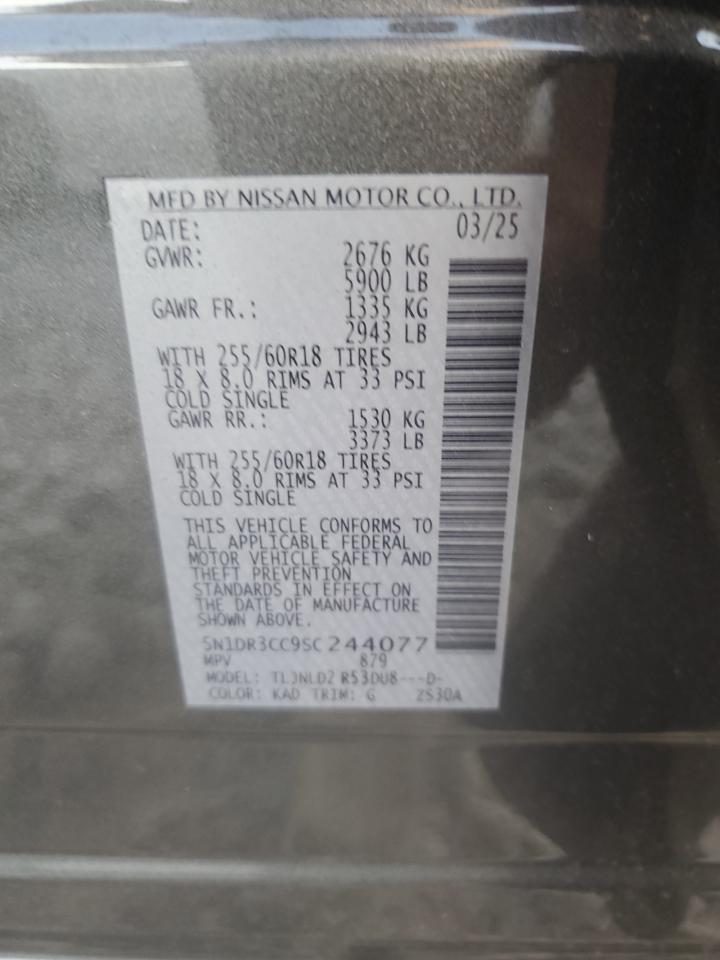 MFD BY NISSAN MOTOR CO., LTD.
DATE: 03/25
GVWR: 2676 KG
5900 LB
GAWR FR.: 1335 KG
2943 LB
WITH 255/60R18 TIRES
18 X 8.0 RIMS AT 33 PSI
COLD SINGLE
GAWR RR.: 1530 KG
3373 LB
WITH 255/60R18 TIRES
18 X 8.0 RIMS AT 33 PSI
COLD SINGLE
THIS VEHICLE CONFORMS TO
ALL APPLICABLE FEDERAL
MOTOR VEHICLE SAFETY AND
THEFT PREVENTION
STANDARDS IN EFFECT ON
THE DATE OF MANUFACTURE
SHOWN ABOVE.
5N1DR3CC9SC244077
MPV 879
MODEL: TLJNLDZ R53DU8---D-
COLOR: KAD TRIM: G ZS30A